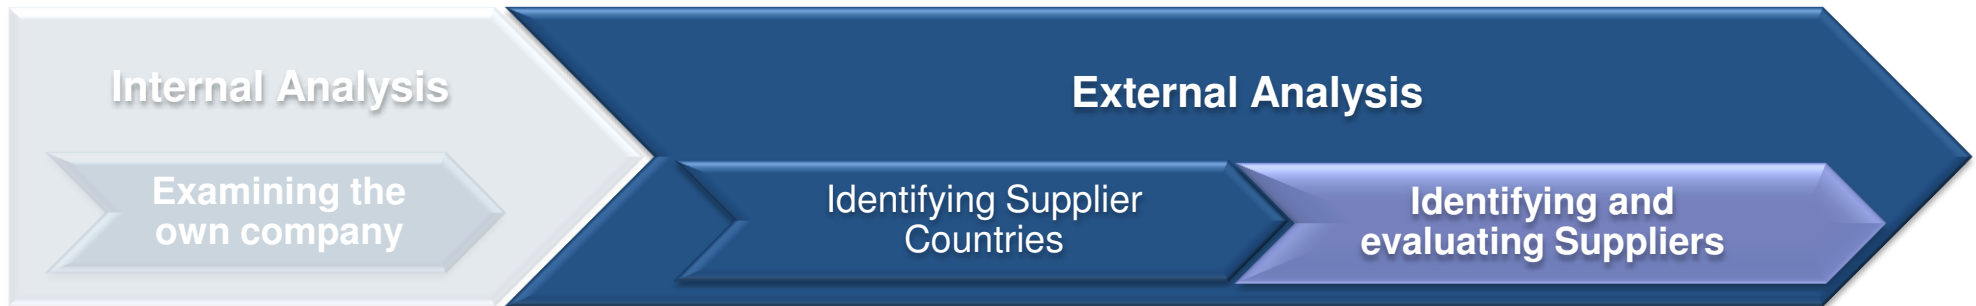 Internal Analysis
Examining the
own company
External Analysis
Identifying Supplier
Countries
Identifying and
evaluating Suppliers